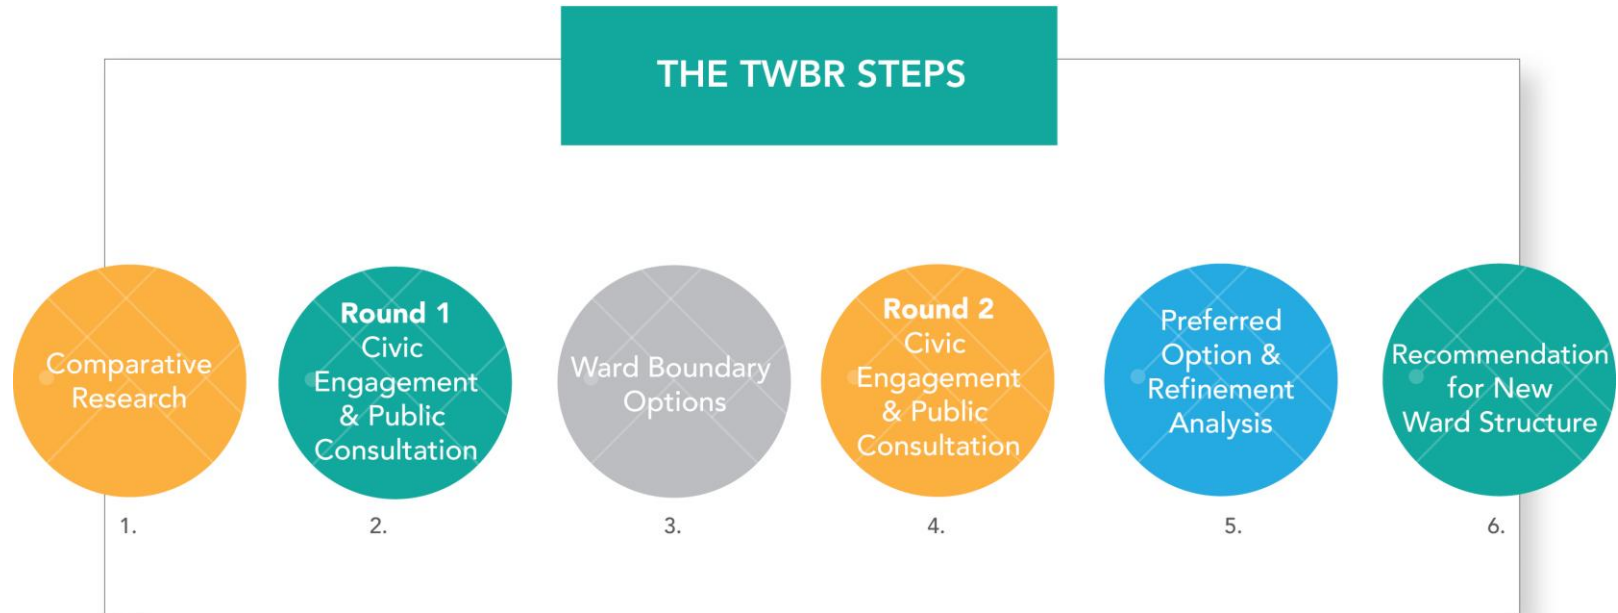 THE TWBR STEPS
Comparative
Research
1.
Round 1
Civic
Engagement
& Public
Consultation
2.
Ward Boundary
Options
3.
Round 2
Civic
Engagement
& Public
Consultation
4.
Preferred
Option &
Refinement
Analysis
5.
Recommendation
for New
Ward Structure
6.